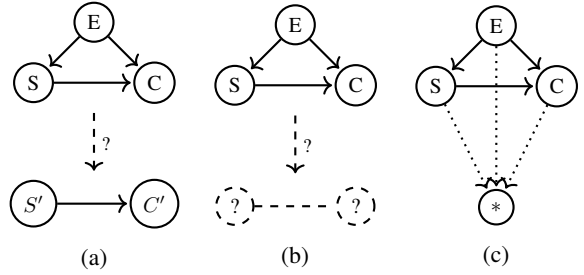 E E E
S C S C S C
? ?
S′ C′ ? ? *
(a) (b) (c)